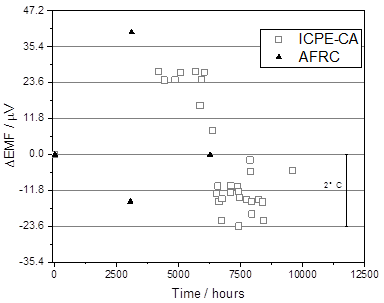 47.2
35.4
23.6
11.8
0.0
-11.8
-23.6
-35.4
ΔEMF / μV
ICPE-CA
AFRC
2° C
0
2500
5000
7500
10000
12500
Time / hours